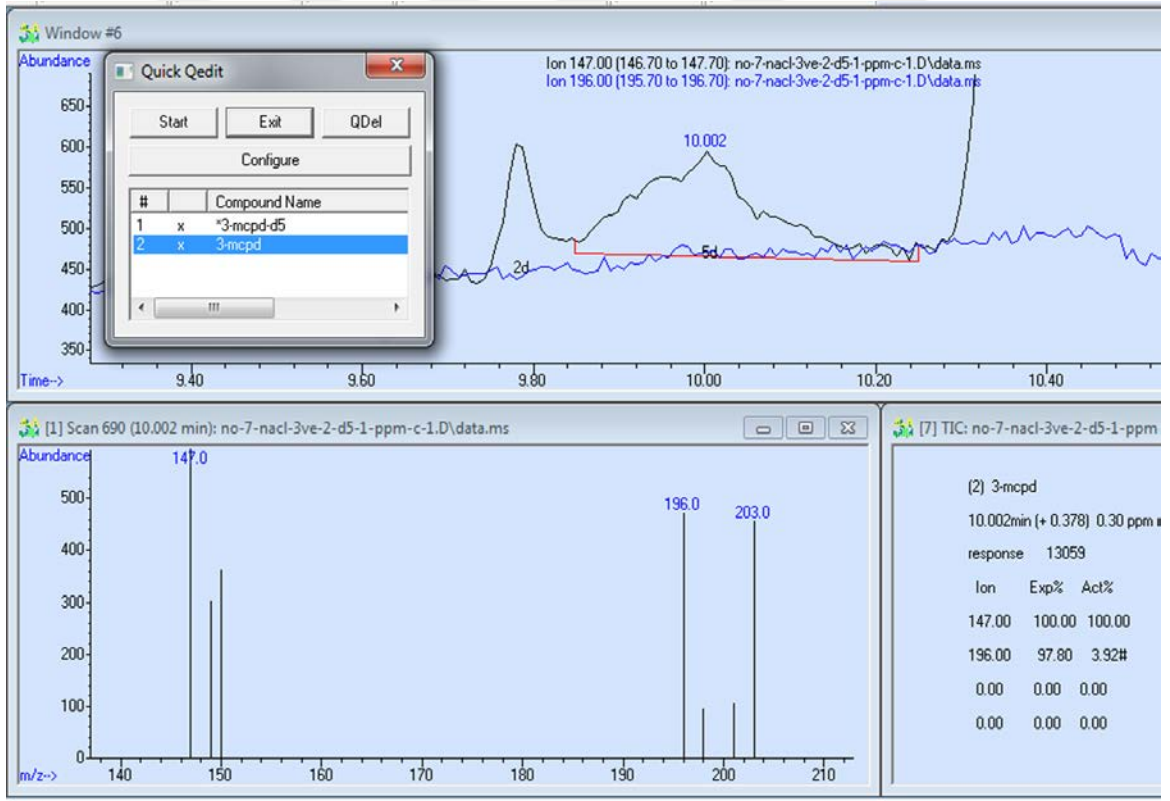 Window #6
Abundance
Ion 147.00 (146.70 to 147.70): no-7-nacl-3ve-2-d5-1-ppm-c-1.D\data.ms
Ion 196.00 (195.70 to 196.70): no-7-nacl-3ve-2-d5-1-ppm-c-1.D\data.ms
650
600
550
500
450
400
350
10.002
2d
5d
Time-->
9.40
9.60
9.80
10.00
10.20
10.40
Quick Qedit
Start Exit QDel
Configure
# Compound Name
1 x *3-mcpd-d5
2 x 3-mcpd
[1] Scan 690 (10.002 min): no-7-nacl-3ve-2-d5-1-ppm-c-1.D\data.ms
Abundance
147.0
196.0
203.0
500
400
300
200
100
0
m/z-->
140
150
160
170
180
190
200
210
[7] TIC: no-7-nacl-3ve-2-d5-1-ppm
(2) 3-mcpd
10.002min (+ 0.378) 0.30 ppm
response 13059
Ion Exp% Act%
147.00 100.00 100.00
196.00 97.80 3.92#
0.00 0.00 0.00
0.00 0.00 0.00